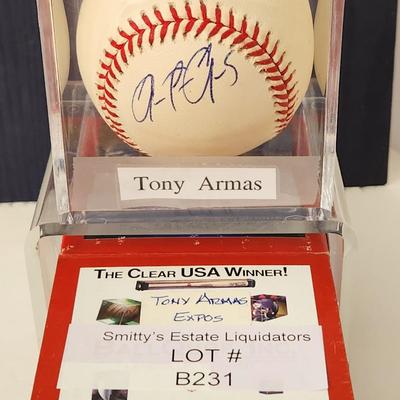 Tony Armas
THE CLEAR USA WINNER!
TONY ARMAS
EXPOS
Smitty's Estate Liquidators
LOT #
B231